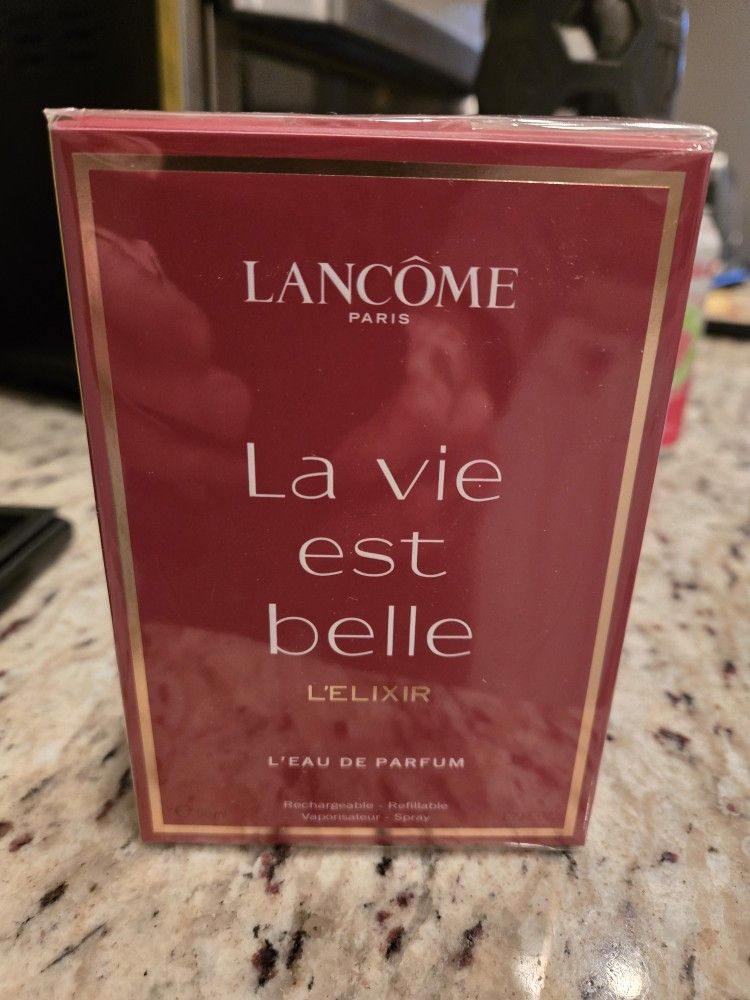 LANCÔME
PARIS
La vie
est
belle
L'ELIXIR
L'EAU DE PARFUM
Rechargeable - Refillable
Vaporisateur - Spray